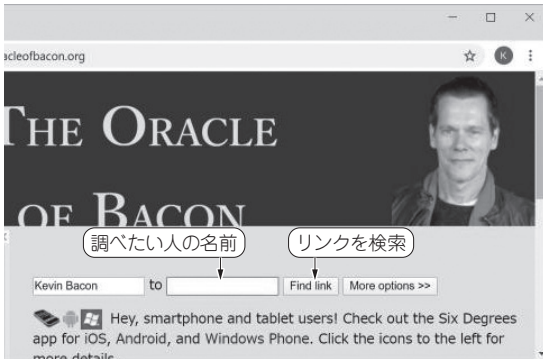 acleofbacon.org
K
THE ORACLE
OF BACON
調べたい人の名前
リンクを検索
Kevin Bacon to Find link More options >>
Hey, smartphone and tablet users! Check out the Six Degrees
app for iOS, Android, and Windows Phone. Click the icons to the left for
more details.